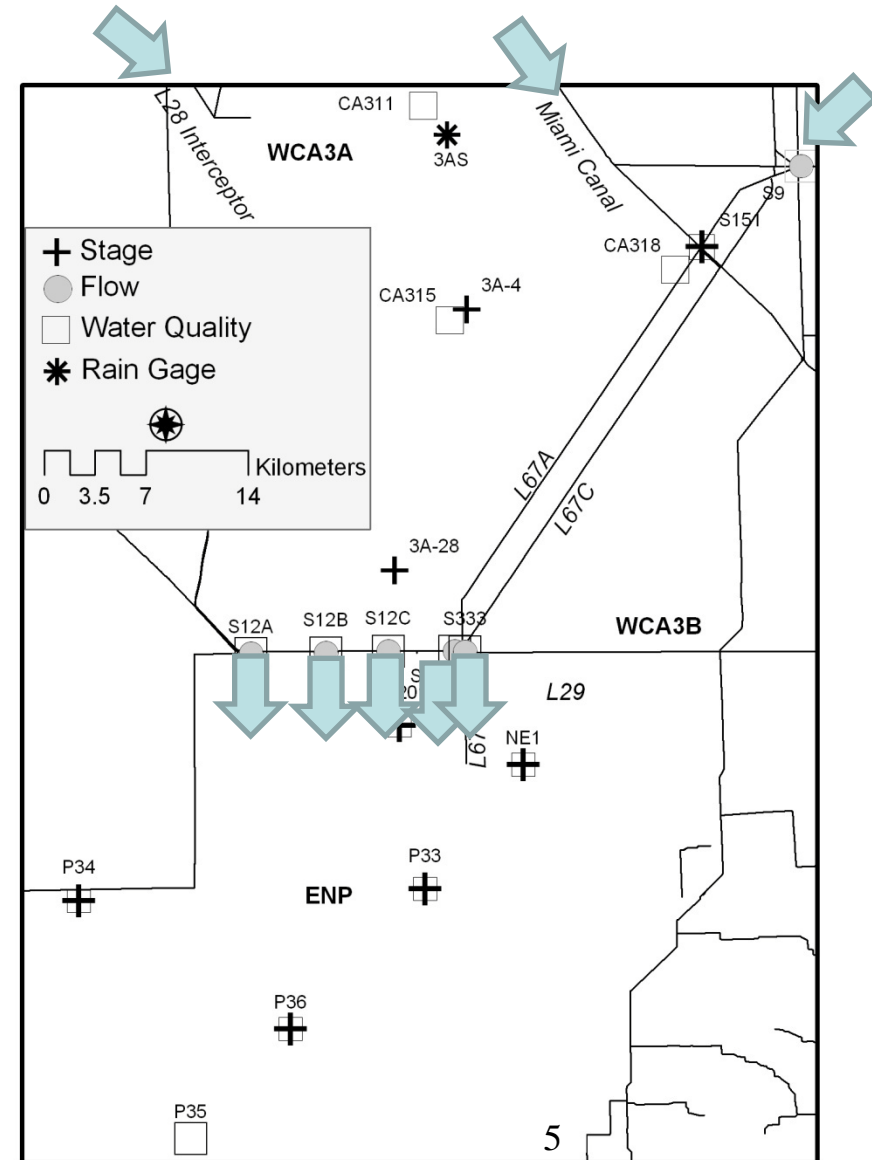 L28 Interceptor
CA311
3AS
WCA3A
Miami Canal
S9
S151
CA318
Stage
Flow
Water Quality
Rain Gage
Kilometers
0 3.5 7 14
CA315
3A-4
L67A
L67C
3A-28
S12A
S12B
S12C
S333
WCA3B
L29
NE1
P34
P33
ENP
P36
P35
5